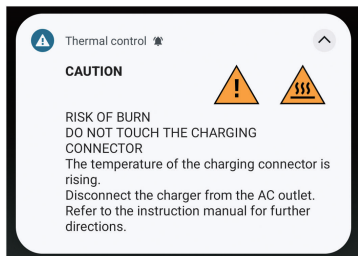 Thermal control
CAUTION
RISK OF BURN
DO NOT TOUCH THE CHARGING
CONNECTOR
The temperature of the charging connector is
rising.
Disconnect the charger from the AC outlet.
Refer to the instruction manual for further
directions.